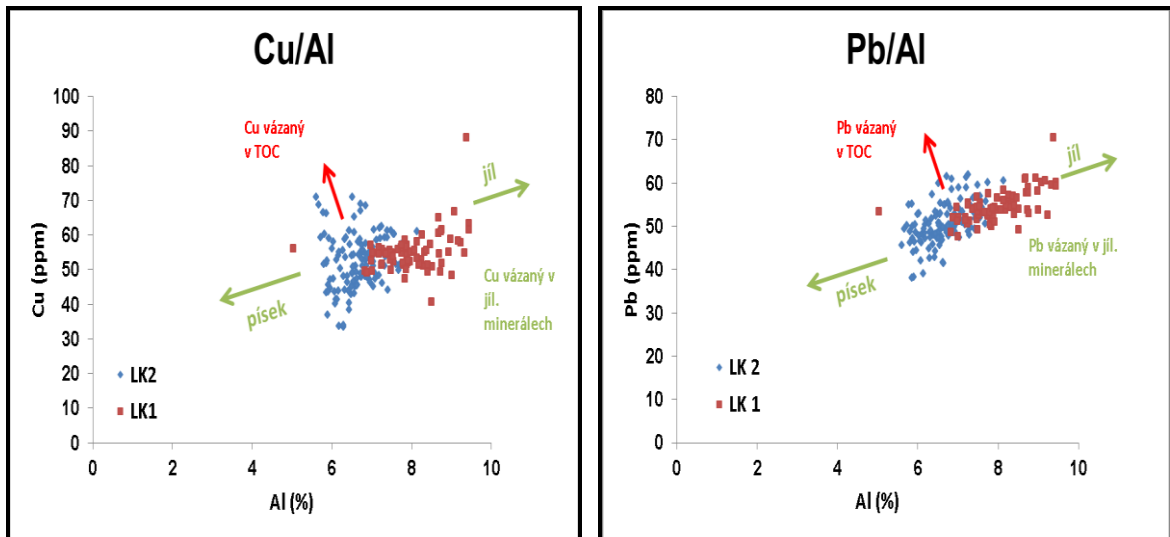 Cu/Al
Cu (ppm)
100
90
80
70
60
50
40
30
20
10
0
0 2 4 6 8 10
Al (%)
Cu vázaný
v TOC
jíl
písek
Cu vázaný v
jíl.
minerálech
LK2
LK1
Pb/Al
Pb (ppm)
80
70
60
50
40
30
20
10
0
0 2 4 6 8 10
Al (%)
Pb vázaný
v TOC
jíl
písek
Pb vázaný v jíl.
minerálech
LK 2
LK 1